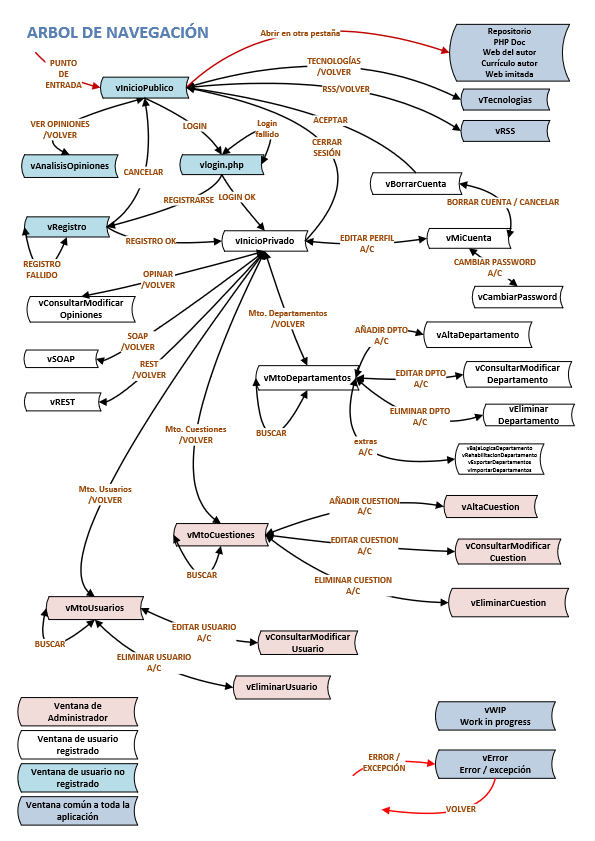 ARBOL DE NAVEGACIÓN
Abrir en otra pestaña
Repositorio
PHP Doc
Web del autor
Currículo autor
Web imitada
PUNTO
DE
ENTRADA
vInicioPublico
TECNOLOGÍAS
/VOLVER
RSS/VOLVER
vTecnologias
VER OPINIONES
/VOLVER
LOGIN
Login
fallido
ACEPTAR
vRSS
CERRAR
SESIÓN
vAnalisisOpiniones
vlogin.php
CANCELAR
vBorrarCuenta
REGISTRARSE
LOGIN OK
BORRAR CUENTA / CANCELAR
vRegistro
REGISTRO OK
vInicioPrivado
EDITAR PERFIL
A/C
vMiCuenta
REGISTRO
FALLIDO
CAMBIAR PASSWORD
A/C
OPINAR
/VOLVER
vCambiarPassword
vConsultarModificar
Opiniones
Mto. Departamentos
/VOLVER
SOAP
/VOLVER
AÑADIR DPTO
A/C
vAltaDepartamento
vSOAP
REST
/VOLVER
vMtoDepartamentos
EDITAR DPTO
A/C
vConsultarModificar
Departamento
vREST
ELIMINAR DPTO
A/C
vEliminar
Departamento
BUSCAR
Mto. Cuestiones
/VOLVER
extras
A/C
vBajaLogicaDepartamento
vRehabilitacionDepartamento
vExportarDepartamentos
vImportarDepartamentos
Mto. Usuarios
/VOLVER
AÑADIR CUESTION
A/C
vAltaCuestion
vMtoCuestiones
EDITAR CUESTION
A/C
vConsultarModificar
Cuestion
BUSCAR
ELIMINAR CUESTION
A/C
vEliminarCuestion
vMtoUsuarios
EDITAR USUARIO
A/C
vConsultarModificar
Usuario
BUSCAR
ELIMINAR USUARIO
A/C
vEliminarUsuario
Ventana de
Administrador
vWIP
Work in progress
Ventana de usuario
registrado
ERROR /
EXCEPCIÓN
vError
Error / excepción
Ventana de usuario no
registrado
Ventana común a toda la
aplicación
VOLVER